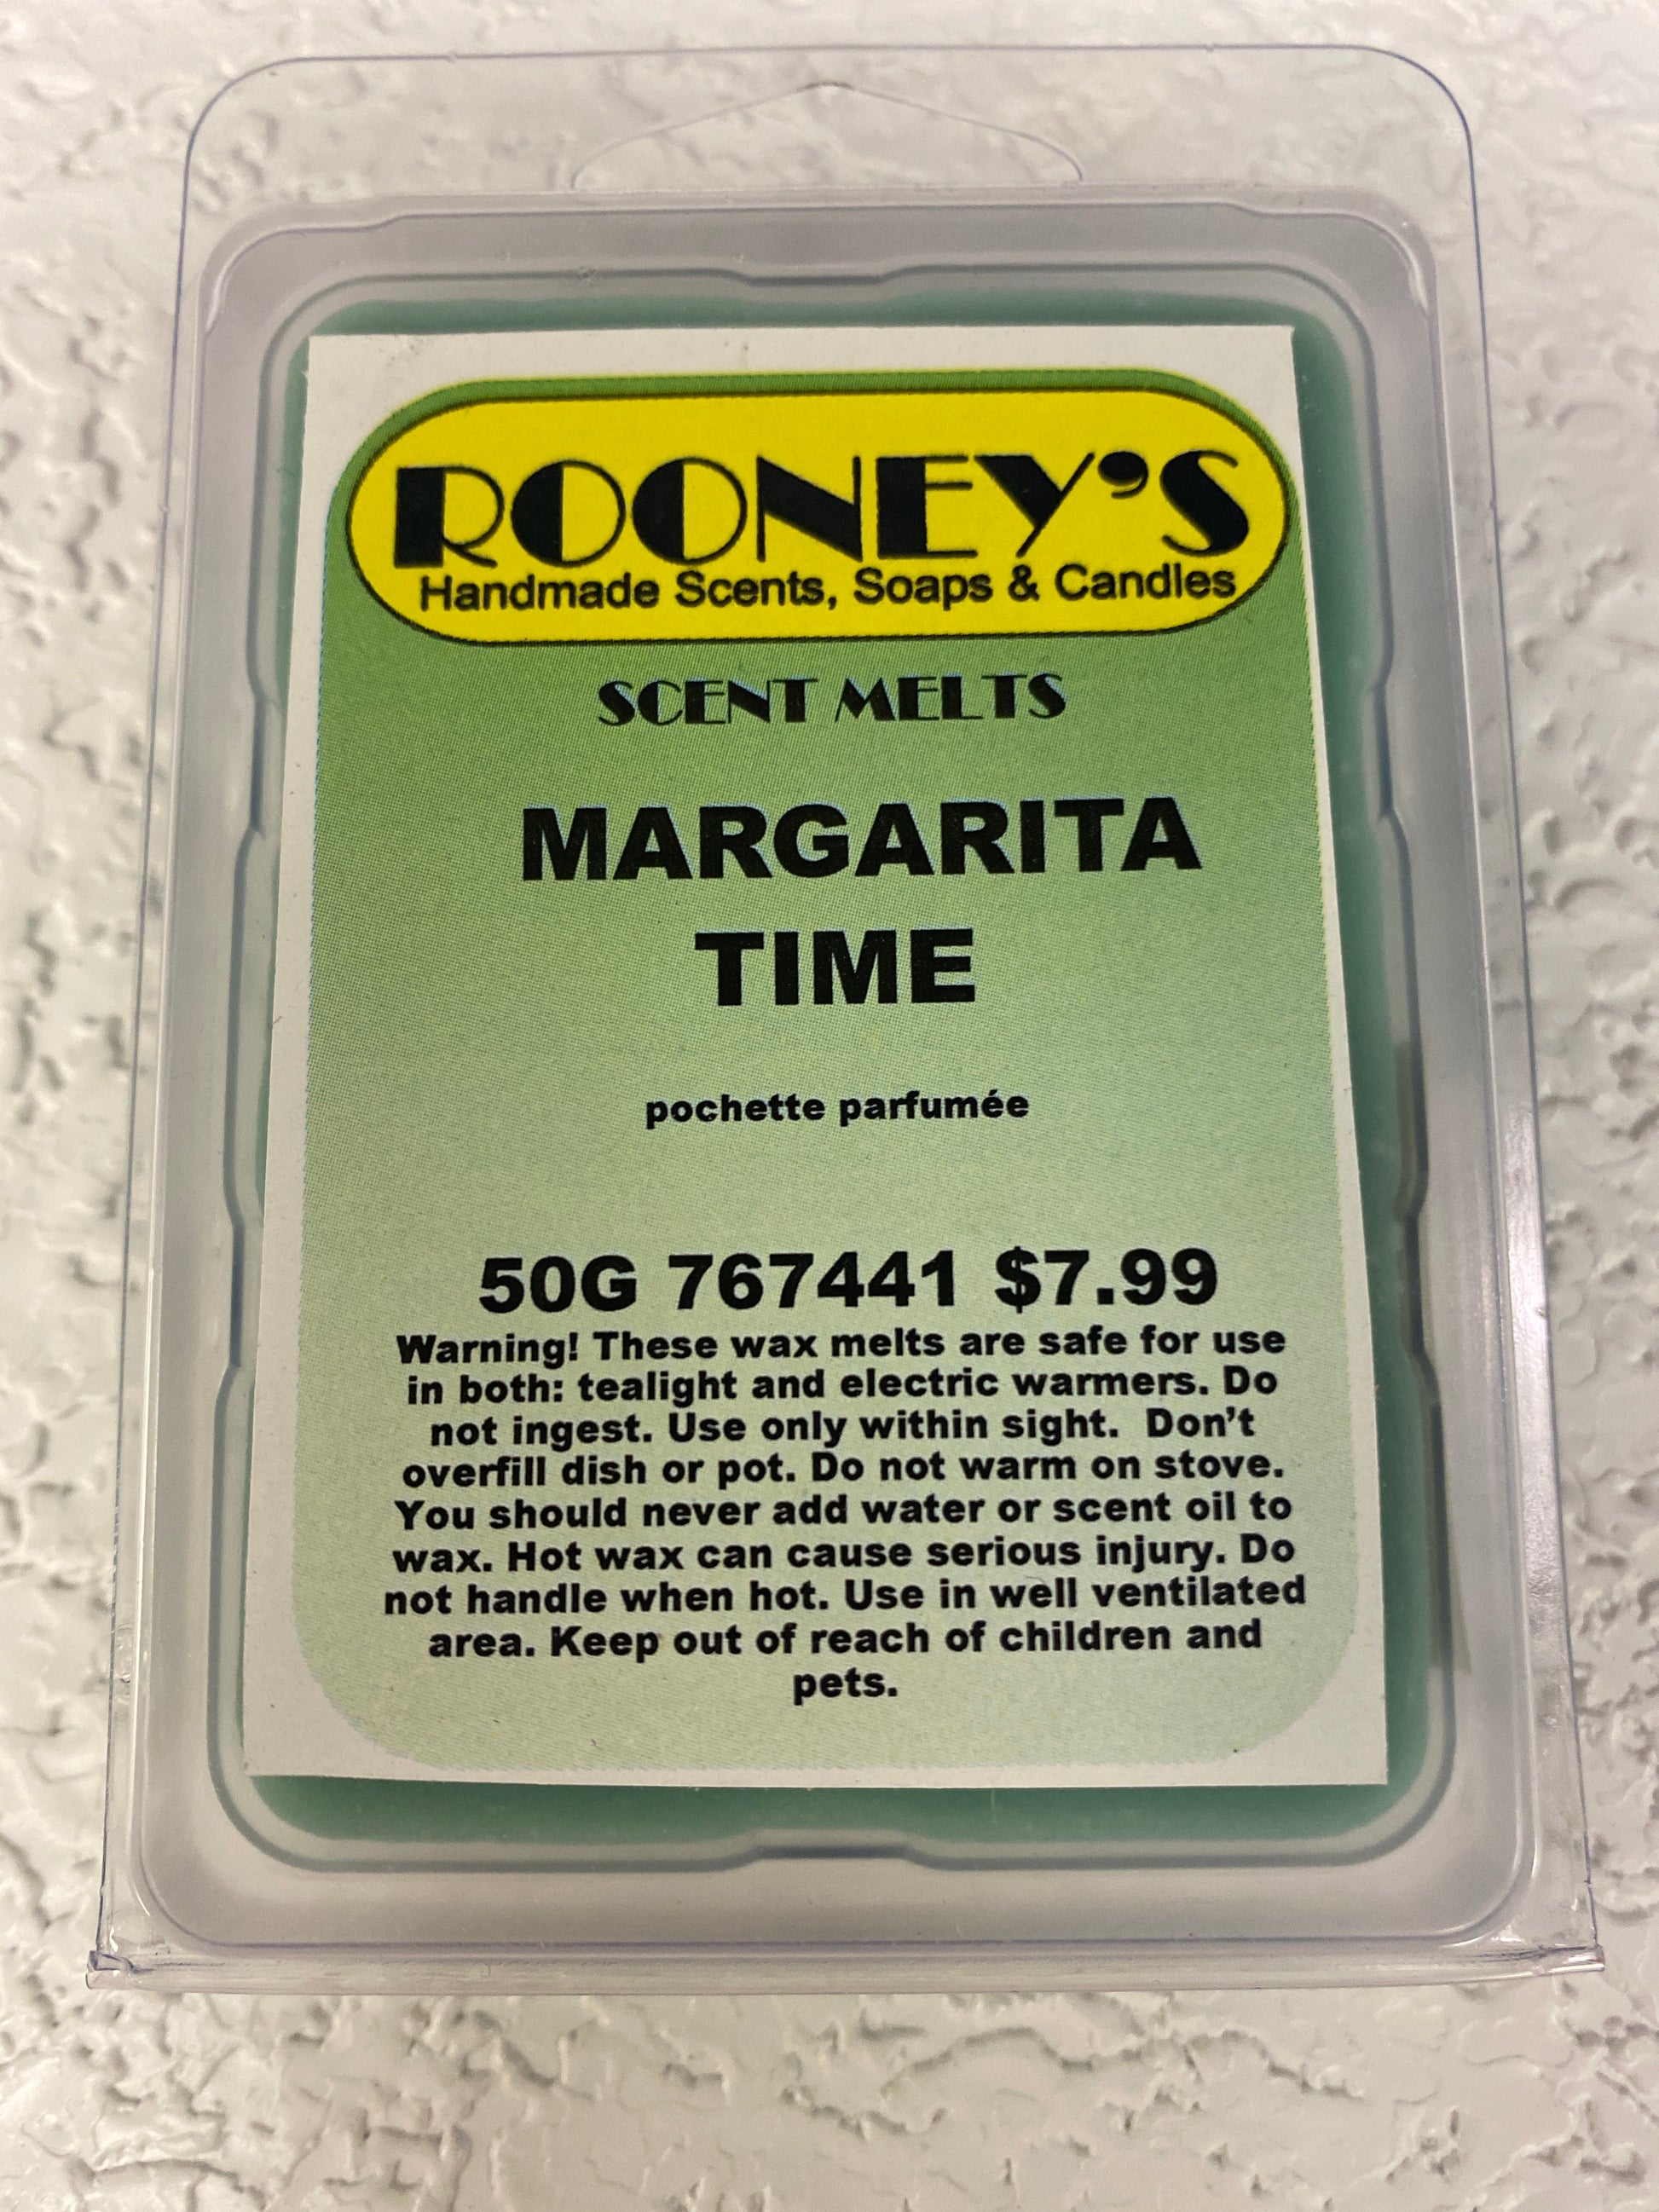 ROONEY'S
Handmade Scents, Soaps & Candles
SCENT MELTS
MARGARITA
TIME
pochette parfumée
50G 767441 $7.99
Warning! These wax melts are safe for use
in both: tealight and electric warmers. Do
not ingest. Use only within sight.  Don't
overfill dish or pot. Do not warm on stove.
You should never add water or scent oil to
wax. Hot wax can cause serious injury. Do
not handle when hot. Use in well ventilated
area. Keep out of reach of children and
pets.